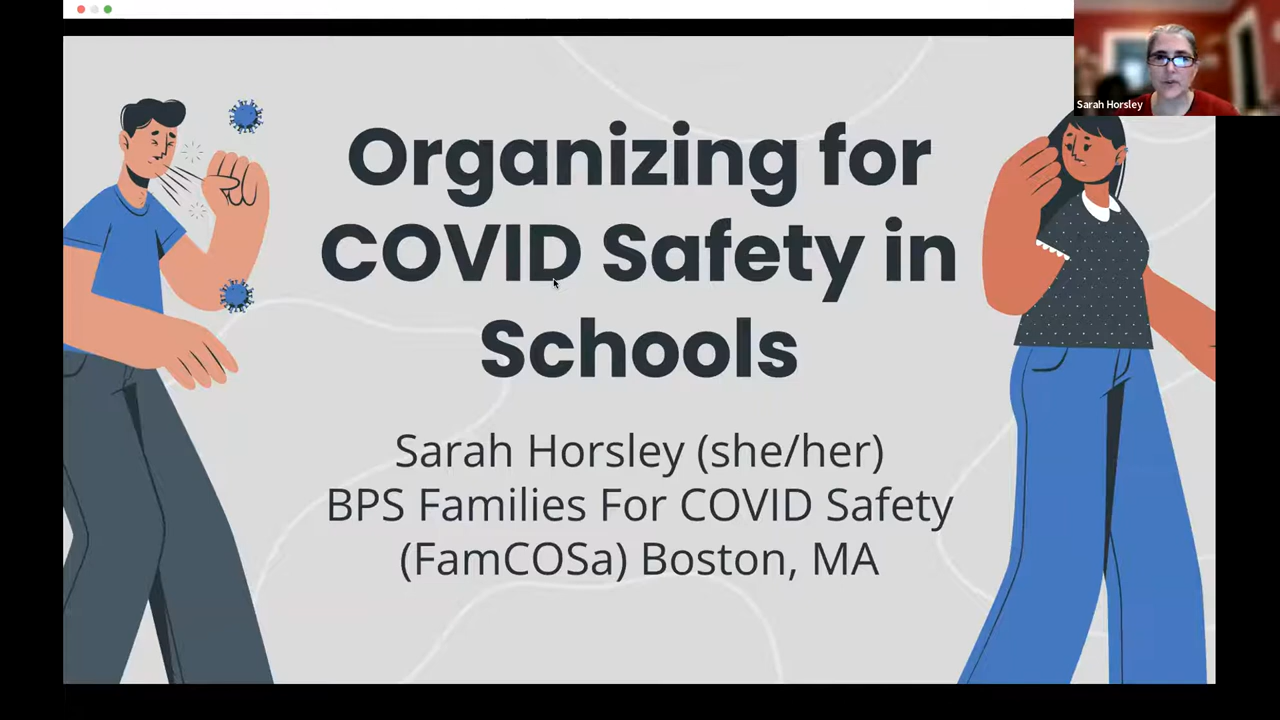 Sarah Horsley
Organizing for
COVID Safety in
Schools
Sarah Horsley (she/her)
BPS Families For COVID Safety
(FamCOSa) Boston, MA